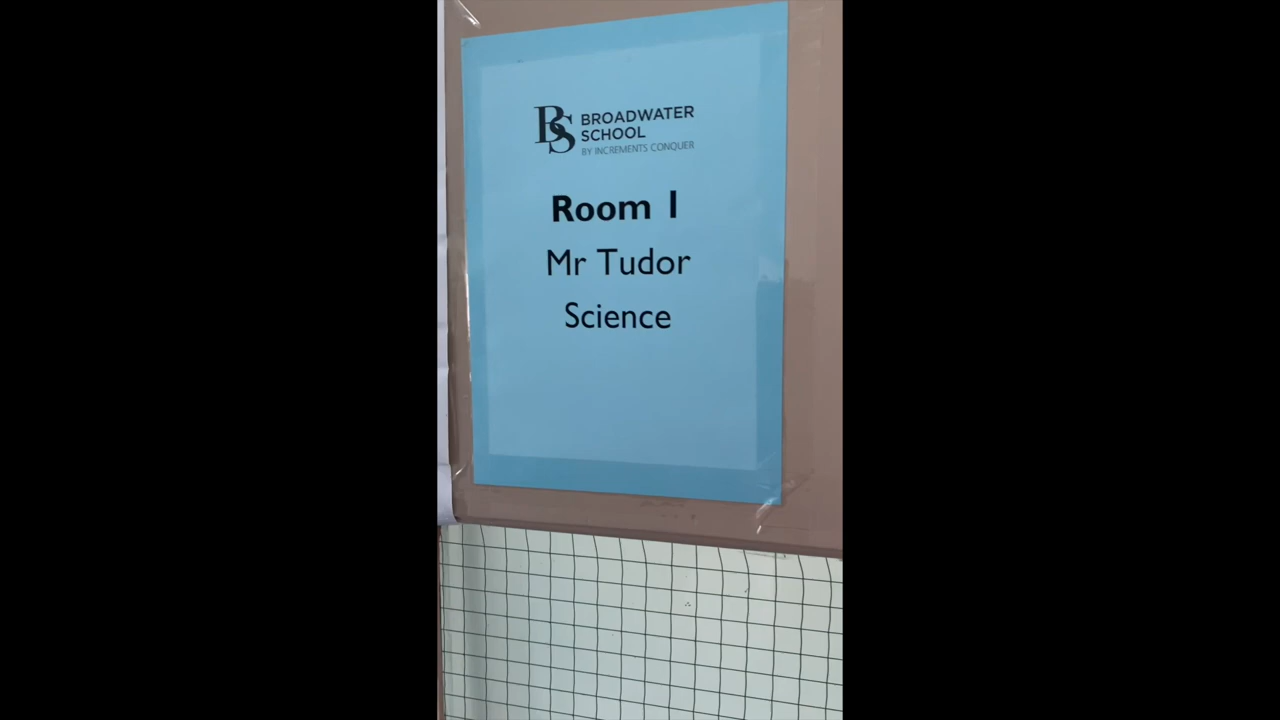 BS
BROADWATER
SCHOOL
BY INCREMENTS CONQUER
Room 1
Mr Tudor
Science